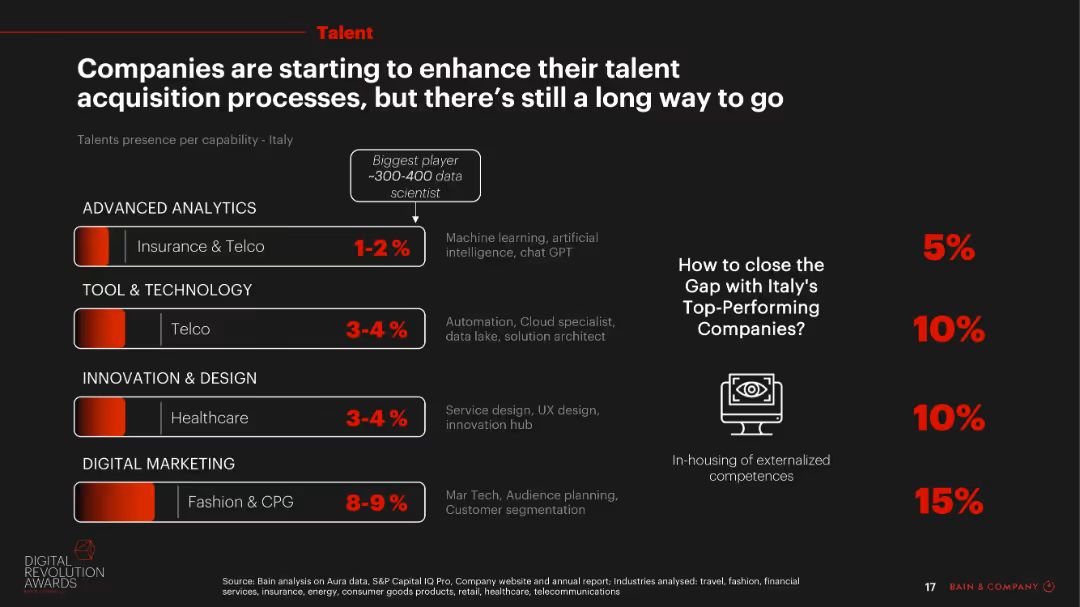 Talent
Companies are starting to enhance their talent
acquisition processes, but there's still a long way to go
Talents presence per capability - Italy
Biggest player
~300-400 data
scientist
ADVANCED ANALYTICS
Insurance & Telco
1-2 %
Machine learning, artificial
intelligence, chat GPT
5%
TOOL & TECHNOLOGY
Telco
3-4 %
Automation, Cloud specialist,
data lake, solution architect
10%
INNOVATION & DESIGN
Healthcare
3-4 %
Service design, UX design,
innovation hub
10%
DIGITAL MARKETING
Fashion & CPG
8-9 %
Mar Tech, Audience planning,
Customer segmentation
15%
How to close the
Gap with Italy's
Top-Performing
Companies?
In-housing of externalized
competences
DIGITAL
REVOLUTION
AWARDS
Source: Bain analysis on Aura data, S&P Capital IQ Pro, Company website and annual report; Industries analysed: travel, fashion, financial
services, insurance, energy, consumer goods products, retail, healthcare, telecommunications
17
BAIN & COMPANY